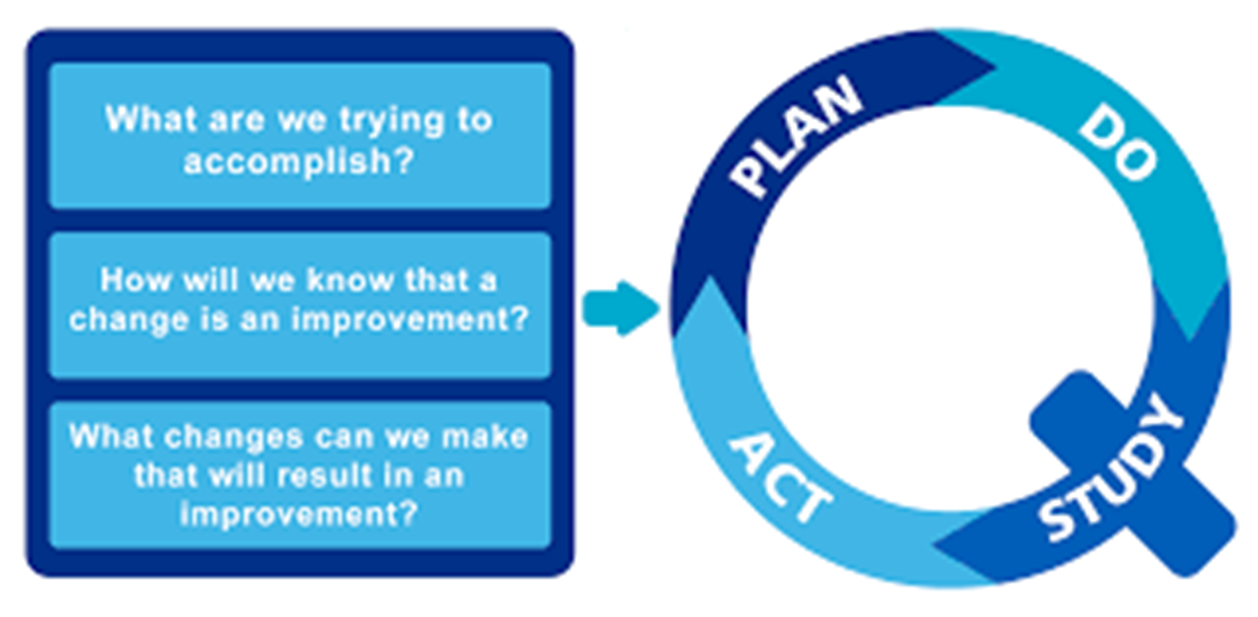 What are we trying to
accomplish?
How will we know that a
change is an improvement?
What changes can we make
that will result in an
improvement?
PLAN
DO
STUDY
ACT